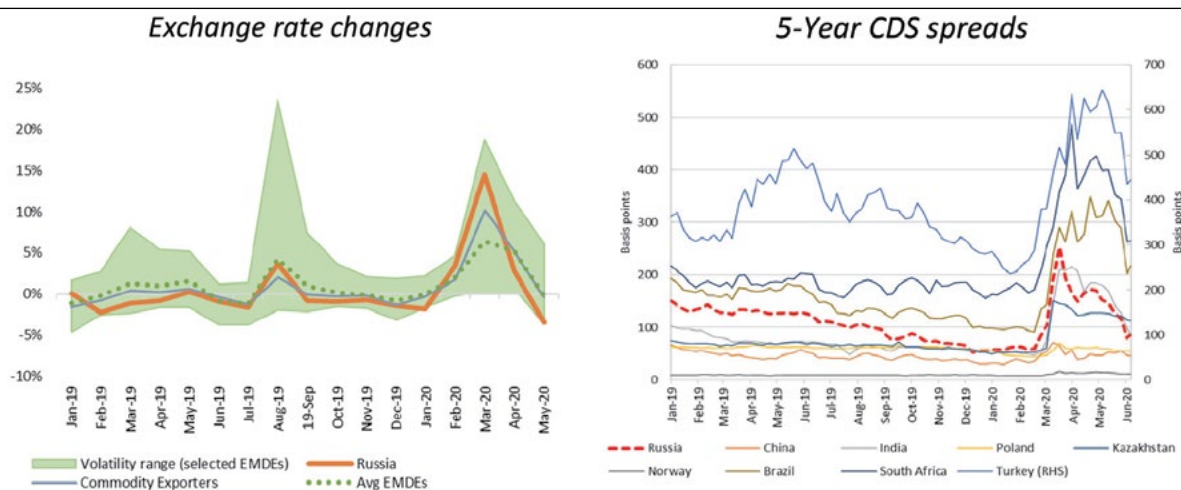 Exchange rate changes
25%
20%
15%
10%
5%
0%
-5%
-10%
Jan-19
Feb-19
Mar-19
Apr-19
May-19
Jun-19
Jul-19
Aug-19
19-Sep
Oct-19
Nov-19
Dec-19
Jan-20
Feb-20
Mar-20
Apr-20
May-20
Volatility range (selected EMDEs)
Russia
Commodity Exporters
Avg EMDEs
5-Year CDS spreads
Basis points
600
500
400
300
200
100
0
Basis points
700
600
500
400
300
200
100
0
Jan-19
Feb-19
Mar-19
Apr-19
May-19
Jun-19
Jul-19
Aug-19
Sep-19
Oct-19
Nov-19
Dec-19
Jan-20
Feb-20
Mar-20
Apr-20
May-20
Jun-20
Russia
China
India
Poland
Kazakhstan
Norway
Brazil
South Africa
Turkey (RHS)